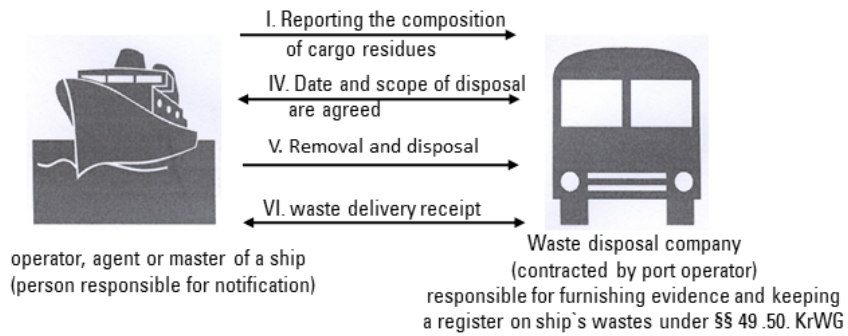 I. Reporting the composition
of cargo residues
IV. Date and scope of disposal
are agreed
V. Removal and disposal
VI. waste delivery receipt
operator, agent or master of a ship
(person responsible for notification)
Waste disposal company
(contracted by port operator)
responsible for furnishing evidence and keeping
a register on ship`s wastes under §§ 49 .50. KrWG